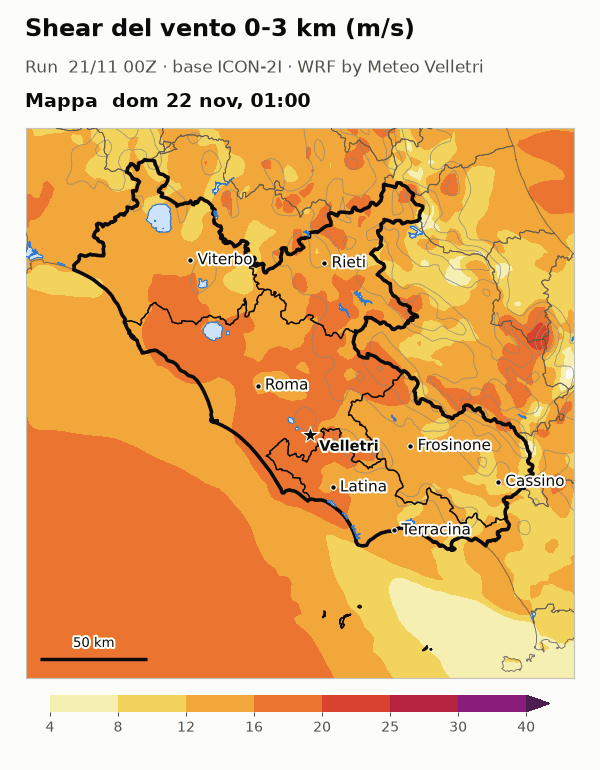 Shear del vento 0-3 km (m/s)
Run  21/11 00Z · base ICON-2I · WRF by Meteo Velletri
Mappa  dom 22 nov, 01:00
Viterbo
Rieti
Roma
Velletri
Frosinone
Cassino
Latina
Terracina
50 km
4 8 12 16 20 25 30 40